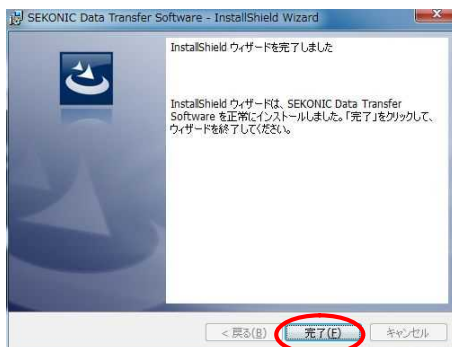 SEKONIC Data Transfer Software - InstallShield Wizard
InstallShield ウィザードを完了しました
InstallShield ウィザードは、SEKONIC Data Transfer
Software を正常にインストールしました。「完了」をクリックして、
ウィザードを終了してください。
< 戻る(B)
完了(F)
キャンセル